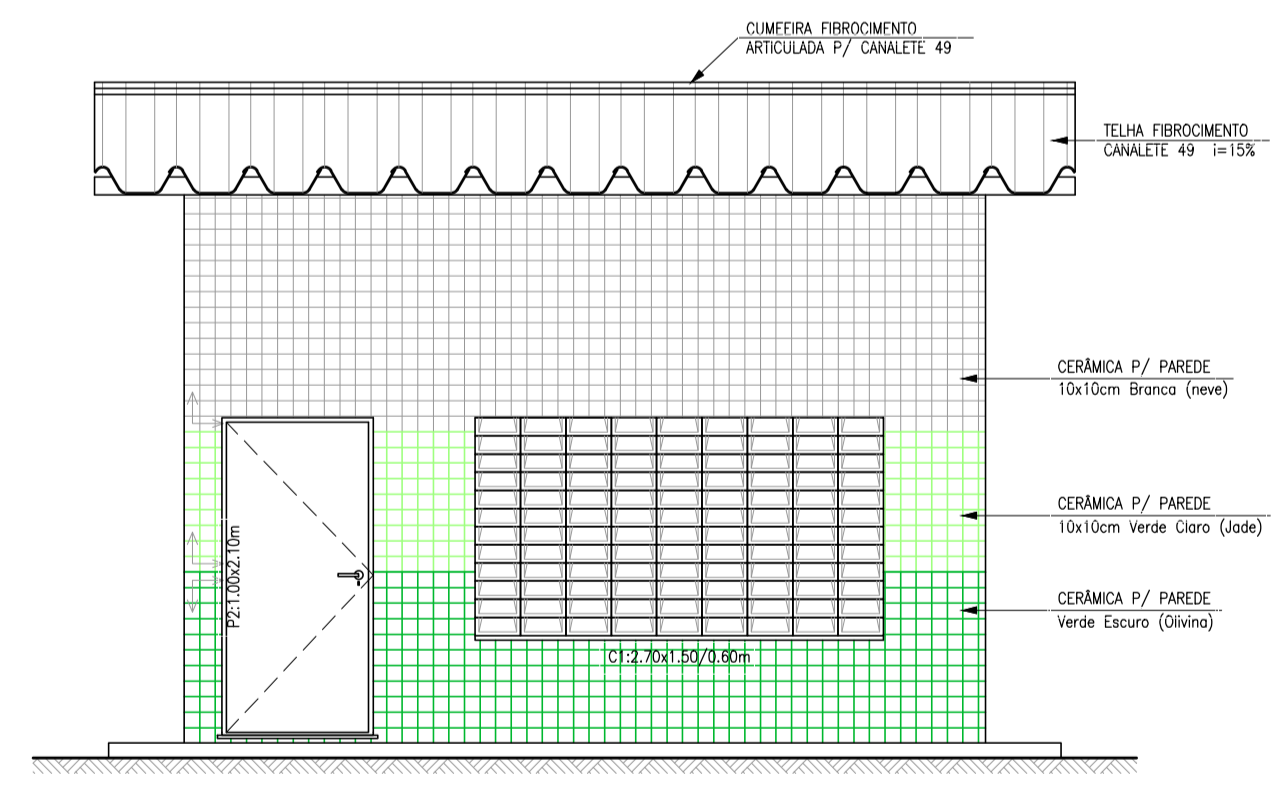 CUMEEIRA FIBROCIMENTO
ARTICULADA P/ CANALETE 49
TELHA FIBROCIMENTO
CANALETE 49 i=15%
CERÂMICA P/ PAREDE
10x10cm Branca (neve)
CERÂMICA P/ PAREDE
10x10cm Verde Claro (Jade)
CERÂMICA P/ PAREDE
Verde Escuro (Olivina)
P2:1.00x2.10m
C1:2.70x1.50/0.60m